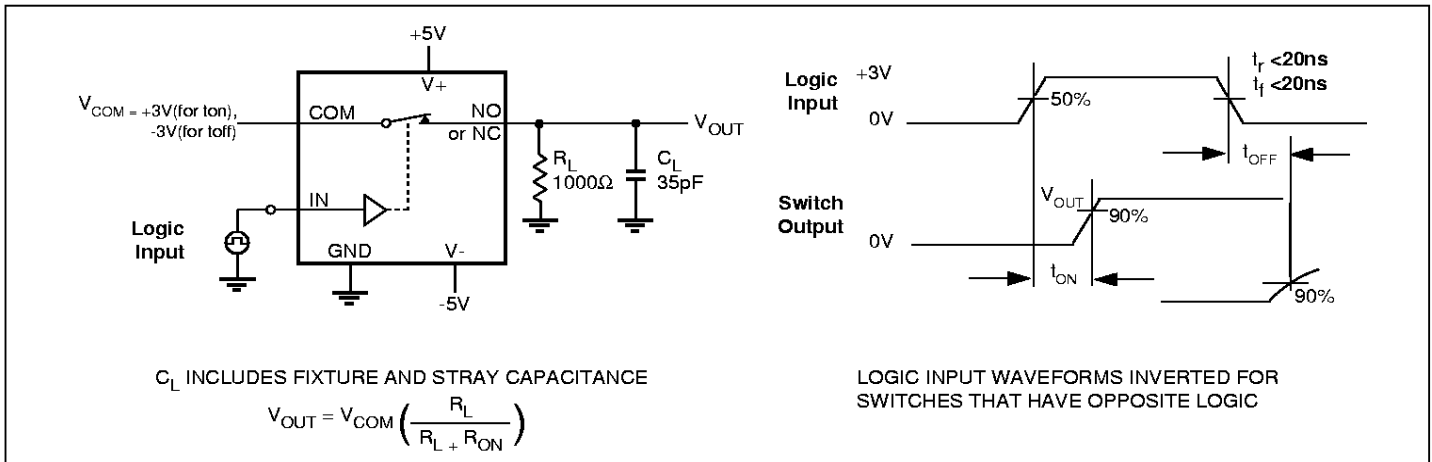 +5V
V+
V_COM = +3V(for ton),
-3V(for toff)
COM
NO
or NC
V_OUT
R_L
1000Ω
C_L
35pF
IN
Logic
Input
GND
V-
-5V
C_L INCLUDES FIXTURE AND STRAY CAPACITANCE
V_OUT = V_COM ( R_L / R_L + R_ON )
Logic
Input
+3V
0V
50%
t_r <20ns
t_f <20ns
t_OFF
Switch
Output
V_OUT
0V
90%
t_ON
90%
LOGIC INPUT WAVEFORMS INVERTED FOR
SWITCHES THAT HAVE OPPOSITE LOGIC